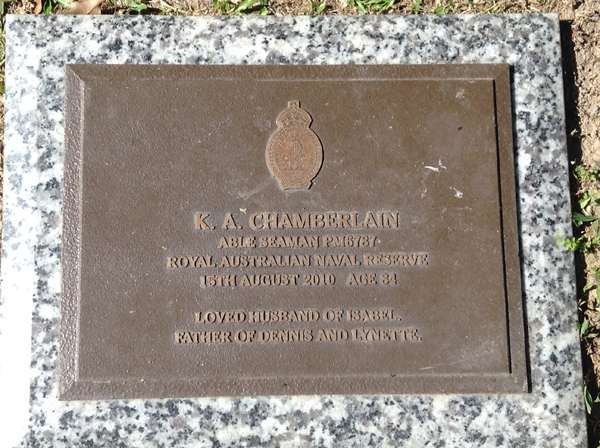 K. A. CHAMBERLAIN
ABLE SEAMAN PM6787
ROYAL AUSTRALIAN NAVAL RESERVE
15TH AUGUST 2010 AGE 84
LOVED HUSBAND OF ISABEL.
FATHER OF DENNIS AND LYNETTE.